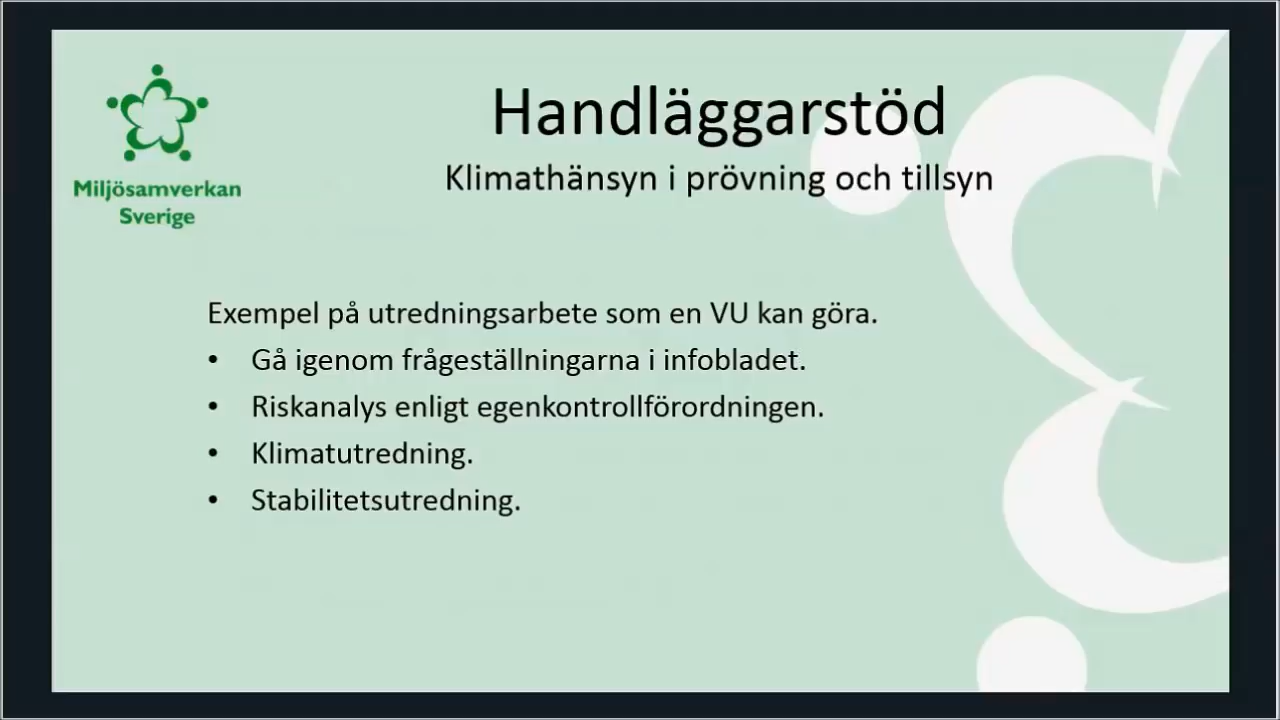 Miljösamverkan
Sverige
Handläggarstöd
Klimathänsyn i prövning och tillsyn
Exempel på utredningsarbete som en VU kan göra.
• Gå igenom frågeställningarna i infobladet.
• Riskanalys enligt egenkontrollförordningen.
• Klimatutredning.
• Stabilitetsutredning.